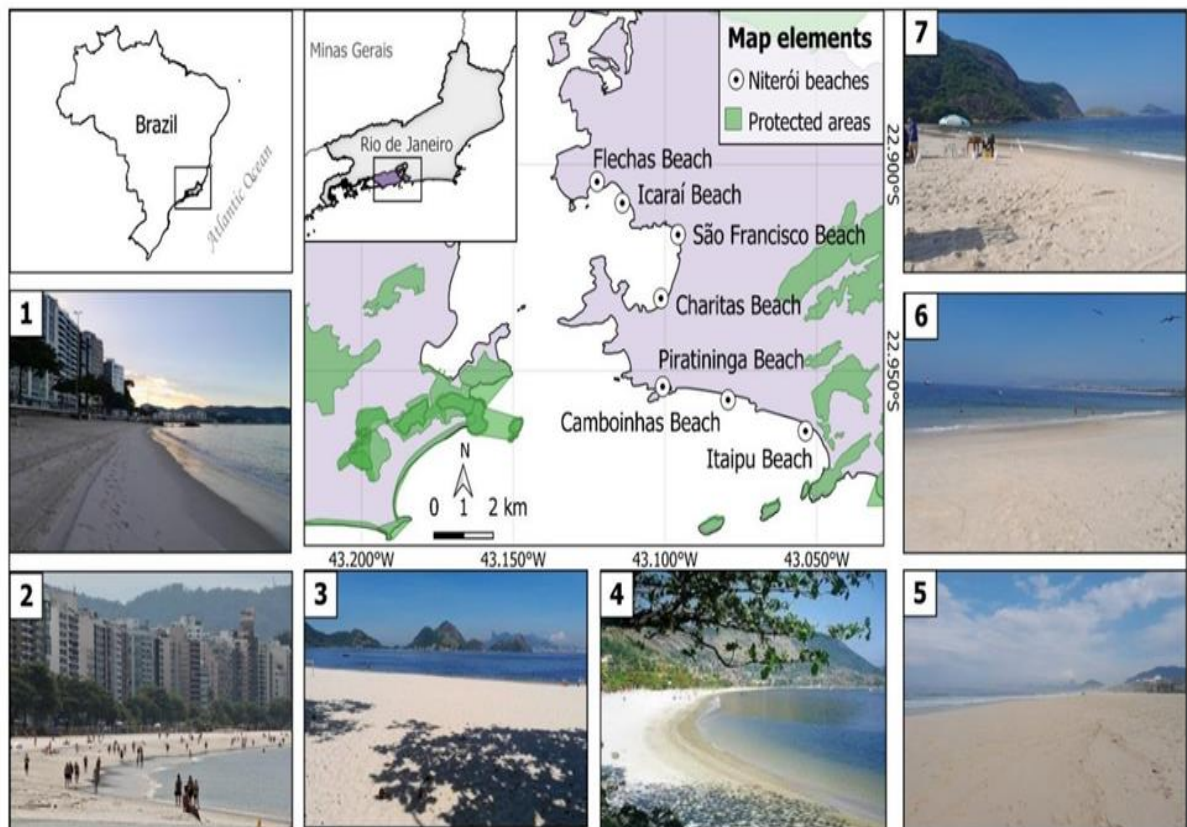 Brazil
Atlantic Ocean
Minas Gerais
Rio de Janeiro
Map elements
Niterói beaches
Protected areas
Flechas Beach
Icaraí Beach
São Francisco Beach
Charitas Beach
Piratininga Beach
Camboinhas Beach
Itaipu Beach
N
0 1 2 km
22.900°S
22.950°S
43.200°W 43.150°W 43.100°W 43.050°W
1
2
3
4
5
6
7